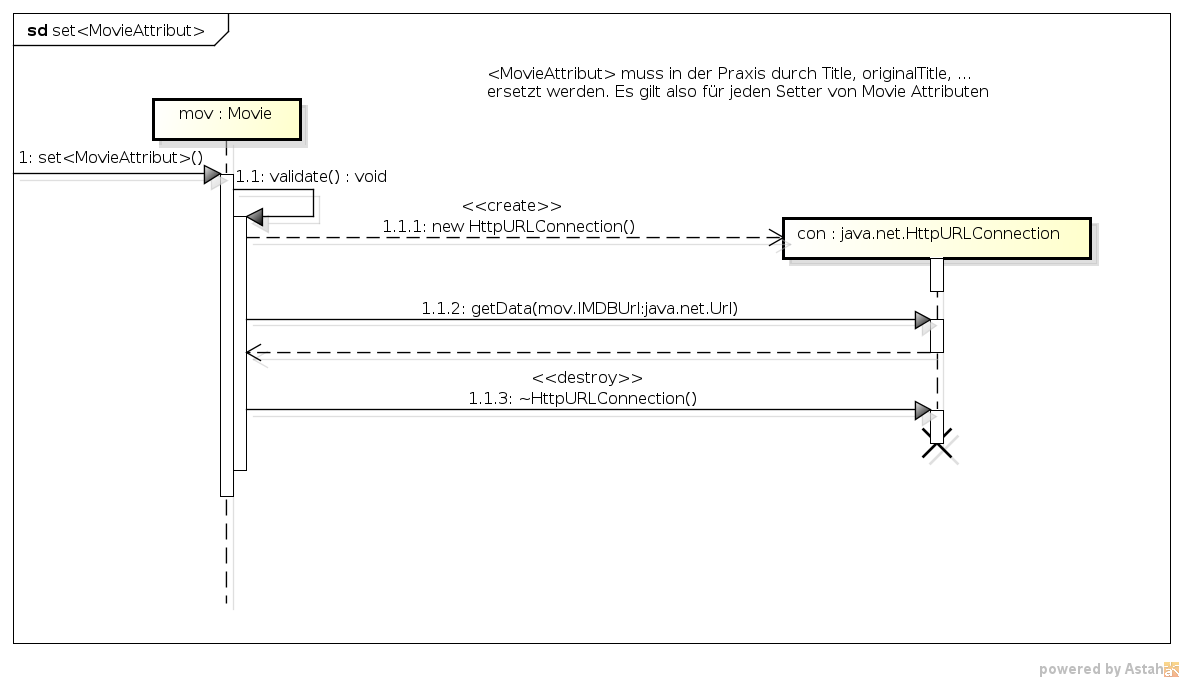 sd set<MovieAttribut>
<MovieAttribut> muss in der Praxis durch Title, originalTitle, ...
ersetzt werden. Es gilt also für jeden Setter von Movie Attributen
mov : Movie
1: set<MovieAttribut>()
1.1: validate() : void
<<create>>
1.1.1: new HttpURLConnection()
con : java.net.HttpURLConnection
1.1.2: getData(mov.IMDBUrl:java.net.Url)
<<destroy>>
1.1.3: ~HttpURLConnection()
powered by Astah